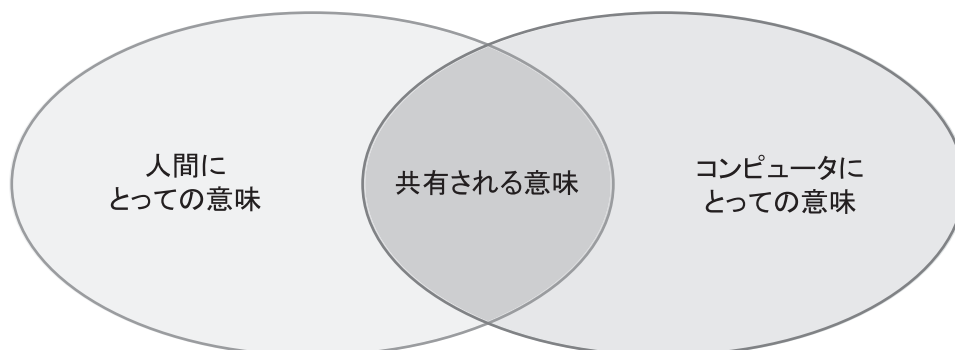 人間に
とっての意味
共有される意味
コンピュータに
とっての意味